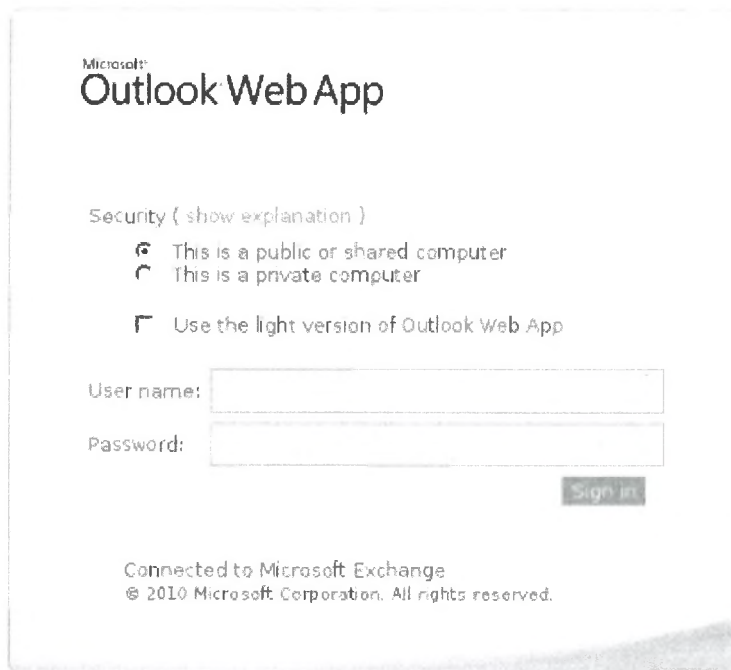 Microsoft®
Outlook Web App
Security ( show explanation )
This is a public or shared computer
This is a private computer
Use the light version of Outlook Web App
User name:
Password:
Sign in
Connected to Microsoft Exchange
© 2010 Microsoft Corporation. All rights reserved.